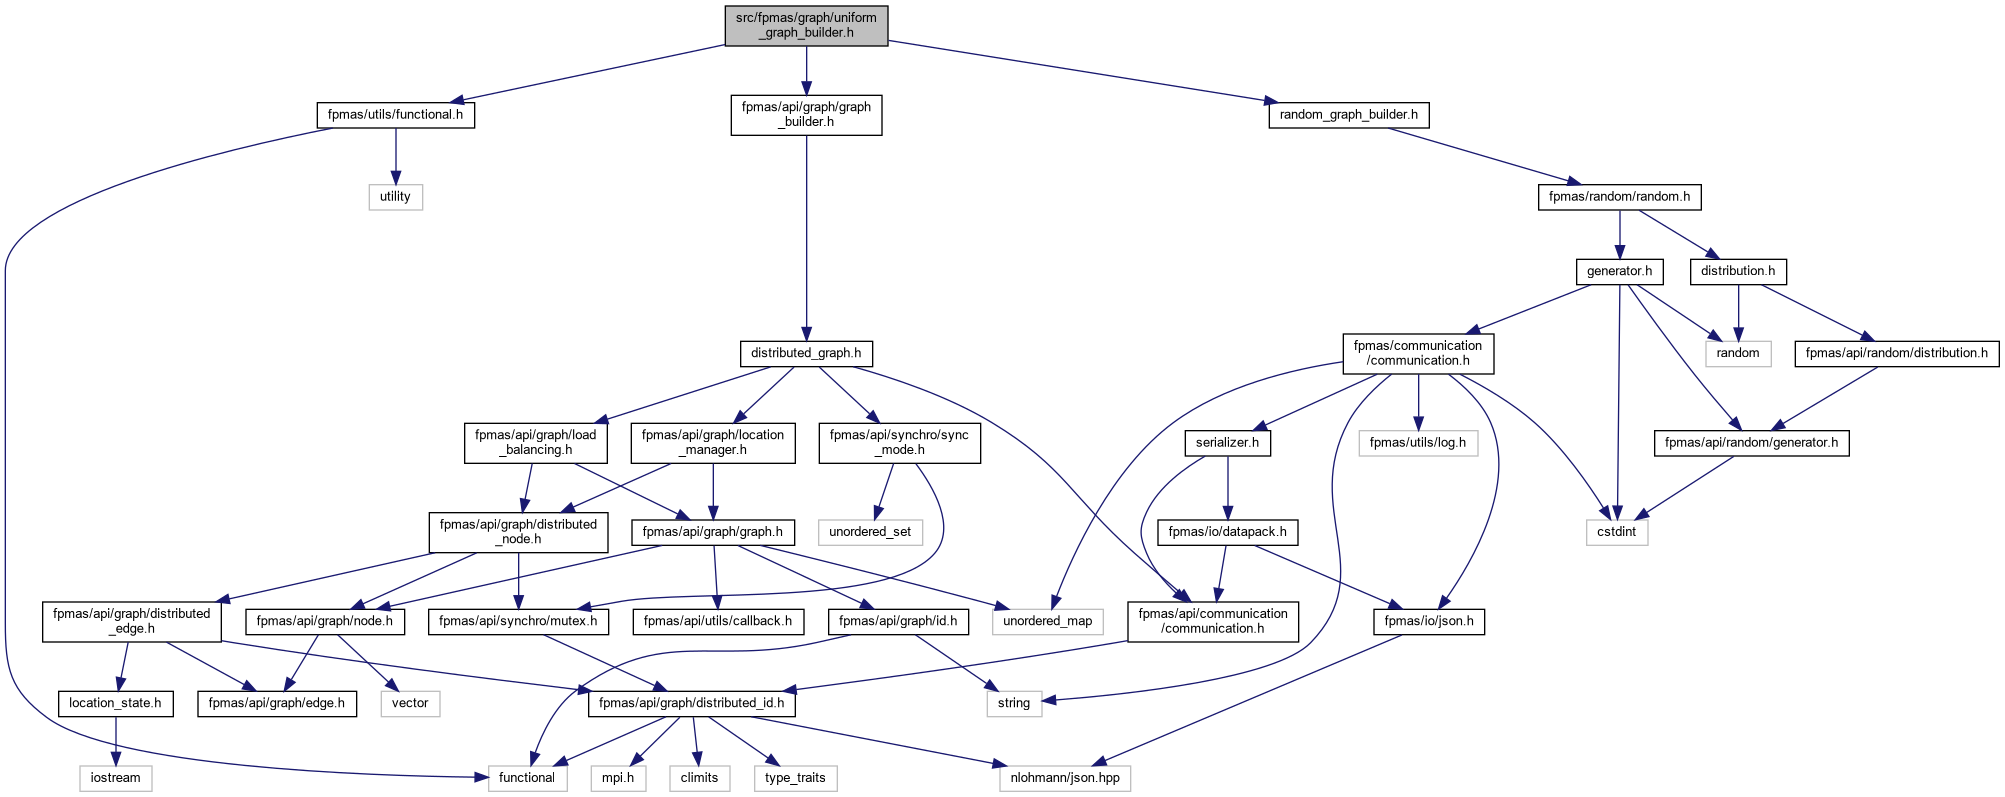 src/fpmas/graph/uniform
_graph_builder.h
fpmas/utils/functional.h
fpmas/api/graph/graph
_builder.h
random_graph_builder.h
utility
fpmas/random/random.h
generator.h
distribution.h
distributed_graph.h
fpmas/communication
/communication.h
random
fpmas/api/random/distribution.h
fpmas/api/graph/load
_balancing.h
fpmas/api/graph/location
_manager.h
fpmas/api/synchro/sync
_mode.h
serializer.h
fpmas/utils/log.h
fpmas/api/random/generator.h
fpmas/api/graph/distributed
_node.h
fpmas/api/graph/graph.h
unordered_set
fpmas/io/datapack.h
cstdint
fpmas/api/graph/distributed
_edge.h
fpmas/api/graph/node.h
fpmas/api/synchro/mutex.h
fpmas/api/utils/callback.h
fpmas/api/graph/id.h
unordered_map
fpmas/api/communication
/communication.h
fpmas/io/json.h
location_state.h
fpmas/api/graph/edge.h
vector
fpmas/api/graph/distributed_id.h
string
iostream
functional
mpi.h
climits
type_traits
nlohmann/json.hpp